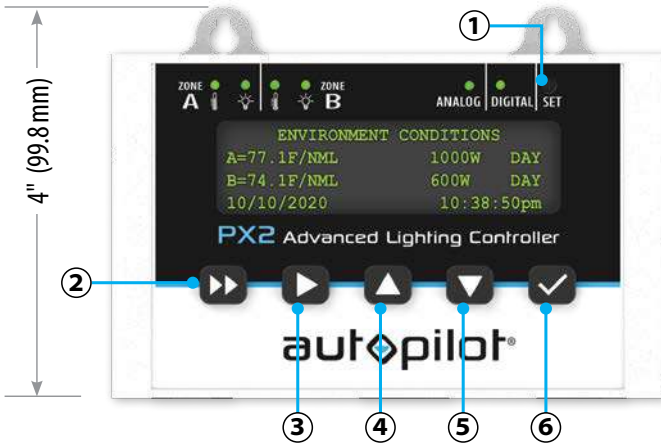 1
4" (99.8 mm)
ZONE A
ZONE B
ANALOG DIGITAL SET
ENVIRONMENT CONDITIONS
A=77.1F/NML 1000W DAY
B=74.1F/NML 600W DAY
10/10/2020 10:38:50pm
PX2 Advanced Lighting Controller
2
autopilot®
3 4 5 6